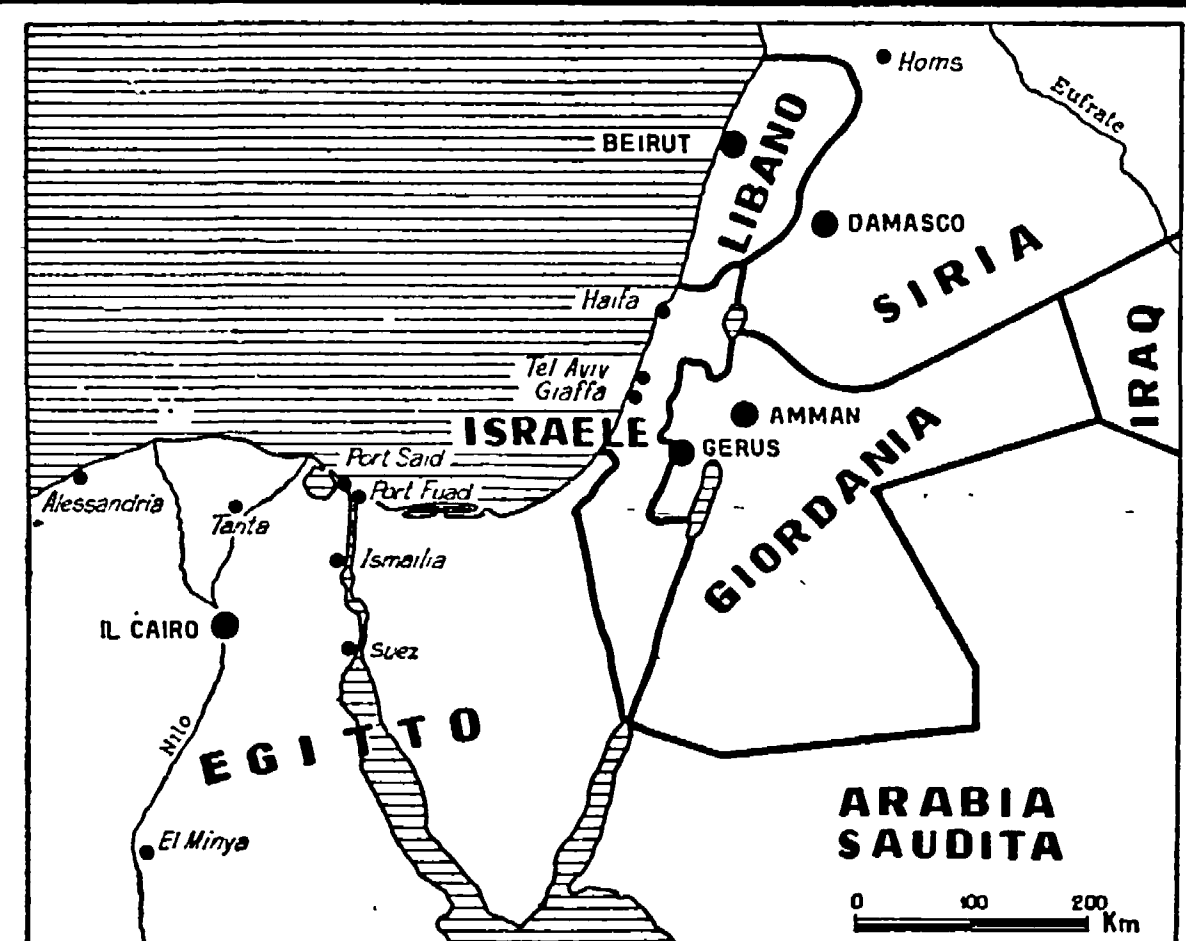 Homs
Eufrate
BEIRUT
LIBANO
DAMASCO
SIRIA
Haifa
IRAQ
Tel Aviv
Giaffa
AMMAN
ISRAELE
GERUS
Port Said
Port Fuad
Alessandria
Tanta
GIORDANIA
Ismailia
IL CAIRO
Suez
Nilo
EGITTO
El Minya
ARABIA
SAUDITA
0 100 200 Km